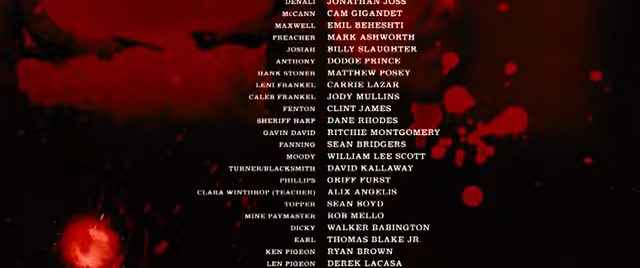 DENALI JONATHAN JOSS
McCANN CAM GIGANDET
MAXWELL EMIL BEHESHTI
PREACHER MARK ASHWORTH
JOSIAH BILLY SLAUGHTER
ANTHONY DODGE PRINCE
HANK STONER MATTHEW POSEY
LENI FRANKEL CARRIE LAZAR
CALEB FRANKEL JODY MULLINS
FENTON CLINT JAMES
SHERIFF HARP DANE RHODES
GAVIN DAVID RITCHIE MONTGOMERY
FANNING SEAN BRIDGERS
MOODY WILLIAM LEE SCOTT
TURNER/BLACKSMITH DAVID KALLAWAY
PHILLIPS GRIFF FURST
CLARA WINTHROP (TEACHER) ALIX ANGELIS
TOPPER SEAN BOYD
MINE PAYMASTER ROB MELLO
DICKY WALKER BABINGTON
EARL THOMAS BLAKE JR.
KEN PIGEON RYAN BROWN
LEN PIGEON DEREK LACASA